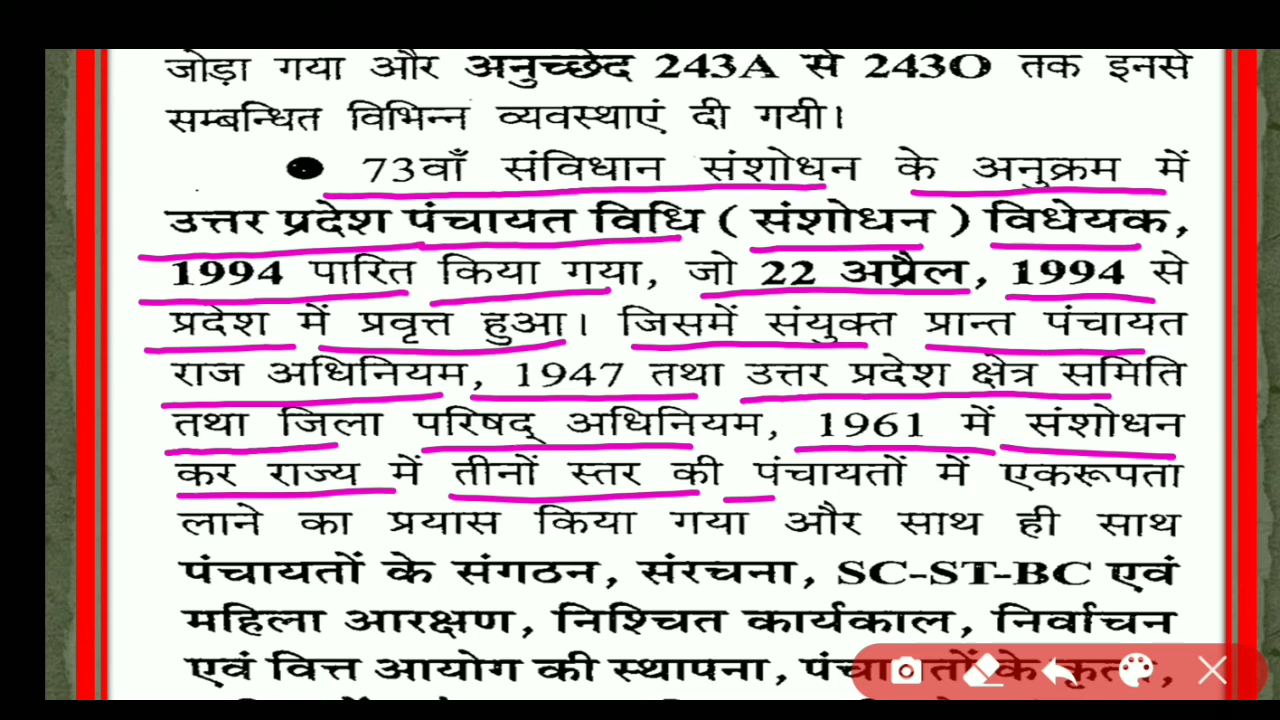 जोड़ा गया और अनुच्छेद 243A से 243O तक इनसे
सम्बन्धित विभिन्न व्यवस्थाएं दी गयी।
● 73वाँ संविधान संशोधन के अनुक्रम में
उत्तर प्रदेश पंचायत विधि ( संशोधन ) विधेयक,
1994 पारित किया गया, जो 22 अप्रैल, 1994 से
प्रदेश में प्रवृत्त हुआ। जिसमें संयुक्त प्रान्त पंचायत
राज अधिनियम, 1947 तथा उत्तर प्रदेश क्षेत्र समिति
तथा जिला परिषद् अधिनियम, 1961 में संशोधन
कर राज्य में तीनों स्तर की पंचायतों में एकरूपता
लाने का प्रयास किया गया और साथ ही साथ
पंचायतों के संगठन, संरचना, SC-ST-BC एवं
महिला आरक्षण, निश्चित कार्यकाल, निर्वाचन
एवं वित्त आयोग की स्थापना, पंचायतों के